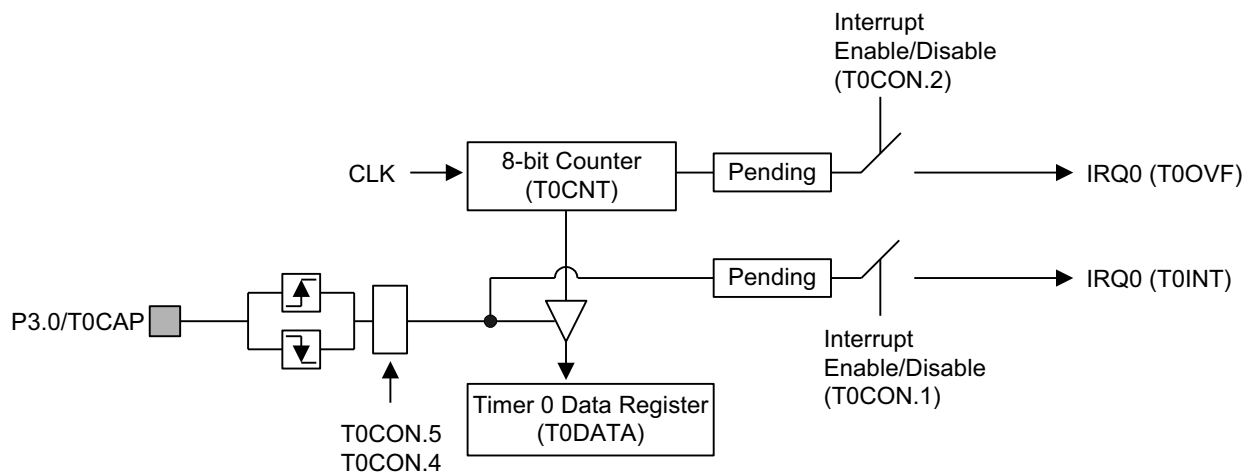 Interrupt
Enable/Disable
(T0CON.2)
CLK
8-bit Counter
(T0CNT)
Pending
IRQ0 (T0OVF)
Pending
IRQ0 (T0INT)
P3.0/T0CAP
Interrupt
Enable/Disable
(T0CON.1)
Timer 0 Data Register
(T0DATA)
T0CON.5
T0CON.4